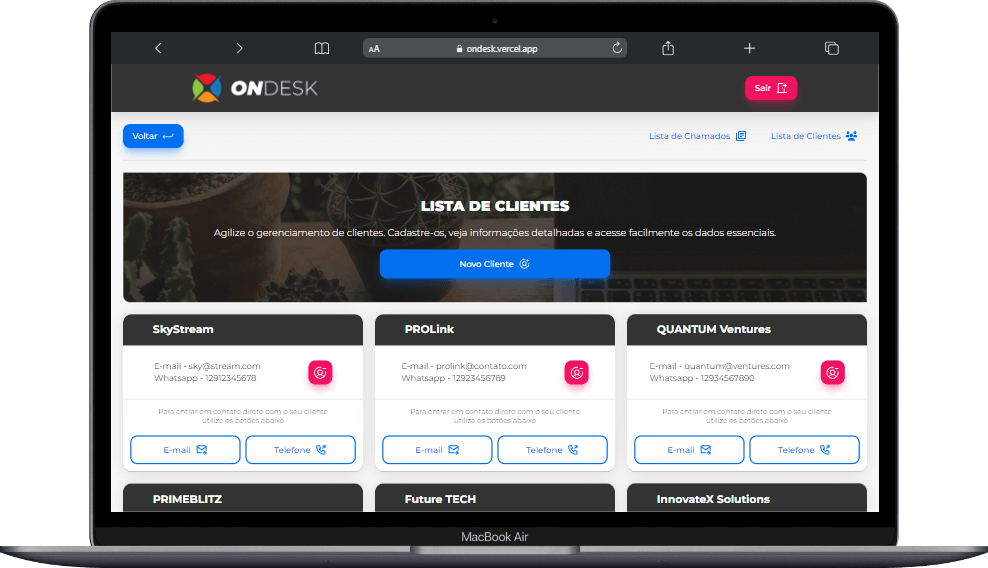 AA ondesk.vercel.app
ONDESK Sair
Voltar Lista de Chamados Lista de Clientes
LISTA DE CLIENTES
Agilize o gerenciamento de clientes. Cadastre-os, veja informações detalhadas e acesse facilmente os dados essenciais.
Novo Cliente
SkyStream
E-mail - sky@stream.com
Whatsapp - 12912345678
Para entrar em contato direto com o seu cliente
utilize os botões abaixo
E-mail Telefone
PROLink
E-mail - prolink@contato.com
Whatsapp - 12923456789
Para entrar em contato direto com o seu cliente
utilize os botões abaixo
E-mail Telefone
QUANTUM Ventures
E-mail - quantum@ventures.com
Whatsapp - 12934567890
Para entrar em contato direto com o seu cliente
utilize os botões abaixo
E-mail Telefone
PRIMEBLITZ
Future TECH
InnovateX Solutions
MacBook Air